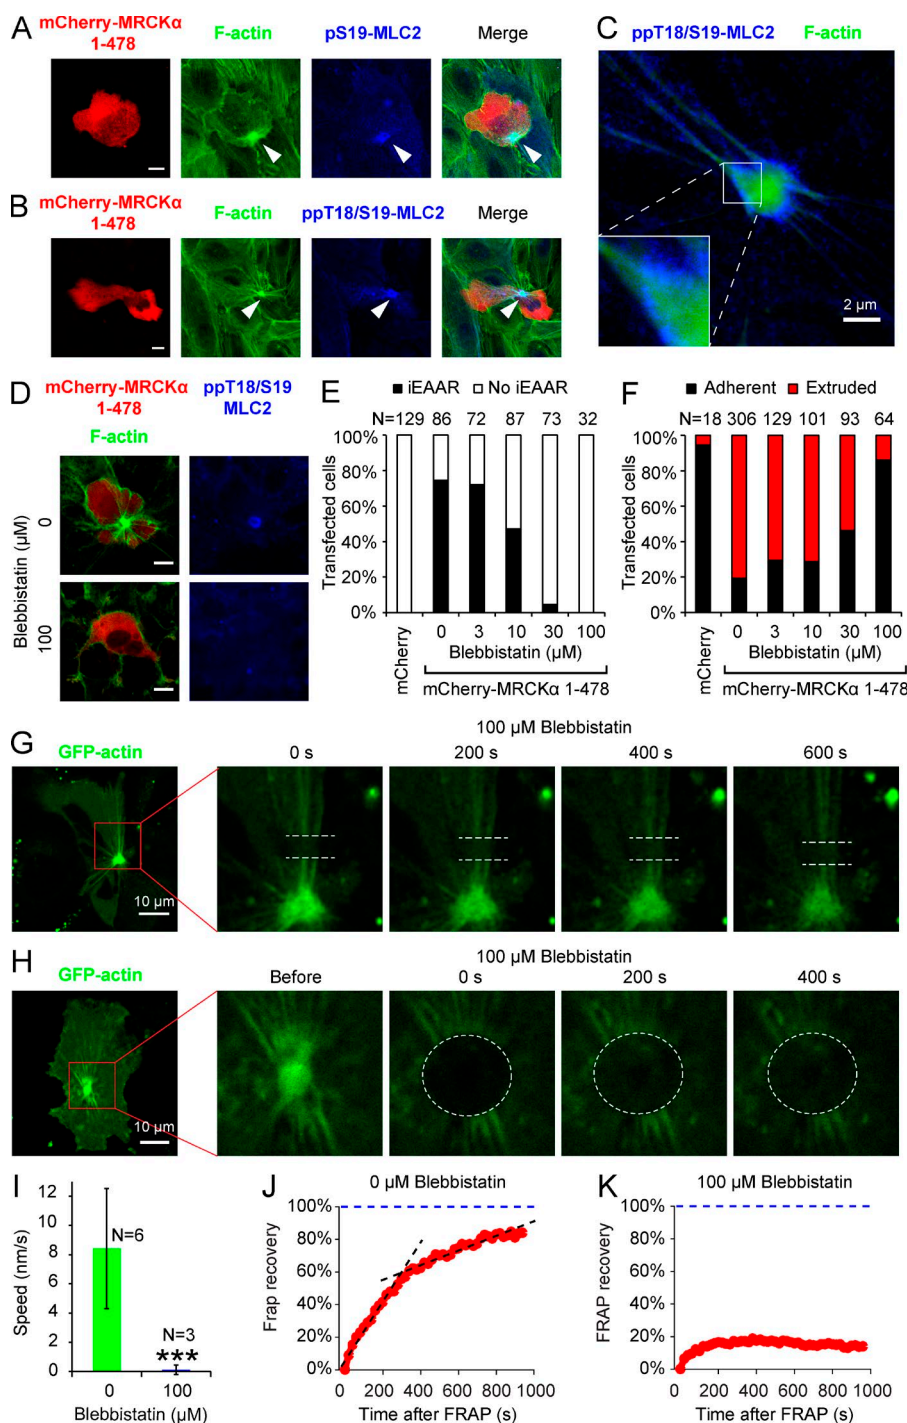 A
mCherry-MRCKα
1-478
F-actin
pS19-MLC2
Merge
B
mCherry-MRCKα
1-478
F-actin
ppT18/S19-MLC2
Merge
C
ppT18/S19-MLC2 F-actin
2 µm
D
mCherry-MRCKα
1-478
F-actin
ppT18/S19
MLC2
Blebbistatin (µM)
0
100
E
iEAAR No iEAAR
N=129 86 72 87 73 32
Transfected cells
100%
80%
60%
40%
20%
0%
mCherry
0 3 10 30 100
Blebbistatin (µM)
mCherry-MRCKα 1-478
F
Adherent Extruded
N=18 306 129 101 93 64
Transfected cells
100%
80%
60%
40%
20%
0%
mCherry
0 3 10 30 100
Blebbistatin (µM)
mCherry-MRCKα 1-478
G
GFP-actin
10 µm
100 µM Blebbistatin
0 s 200 s 400 s 600 s
H
GFP-actin
10 µm
100 µM Blebbistatin
Before 0 s 200 s 400 s
I
Speed (nm/s)
12
10
8
6
4
2
0
N=6
N=3
***
0 100
Blebbistatin (µM)
J
0 µM Blebbistatin
Frap recovery
100%
80%
60%
40%
20%
0%
0 200 400 600 800 1000
Time after FRAP (s)
K
100 µM Blebbistatin
FRAP recovery
100%
80%
60%
40%
20%
0%
0 200 400 600 800 1000
Time after FRAP (s)